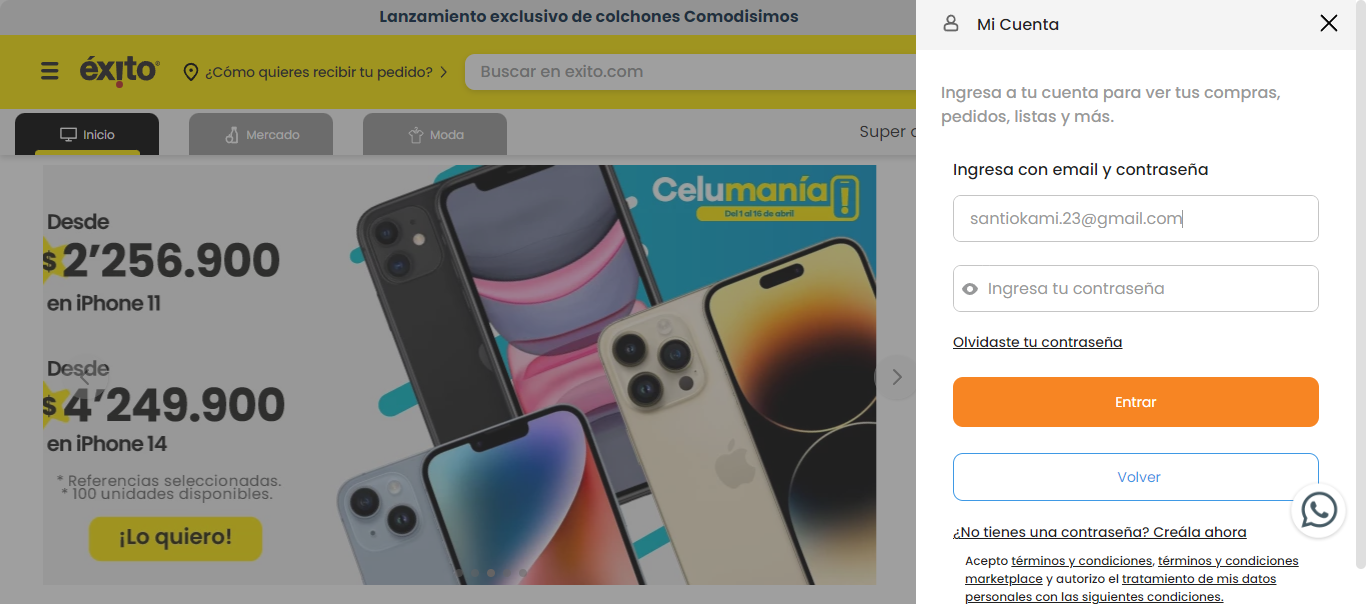 Lanzamiento exclusivo de colchones Comodisimos
éxito
¿Cómo quieres recibir tu pedido?
Buscar en exito.com
Inicio
Mercado
Moda
Super
Celumanía
Del 1 al 16 de abril
Desde
$2’256.900
en iPhone 11
Desde
$4’249.900
en iPhone 14
* Referencias seleccionadas.
* 100 unidades disponibles.
¡Lo quiero!
Mi Cuenta
Ingresa a tu cuenta para ver tus compras,
pedidos, listas y más.
Ingresa con email y contraseña
santiokami.23@gmail.com
Ingresa tu contraseña
Olvidaste tu contraseña
Entrar
Volver
¿No tienes una contraseña? Creála ahora
Acepto términos y condiciones, términos y condiciones
marketplace y autorizo el tratamiento de mis datos
personales con las siguientes condiciones.